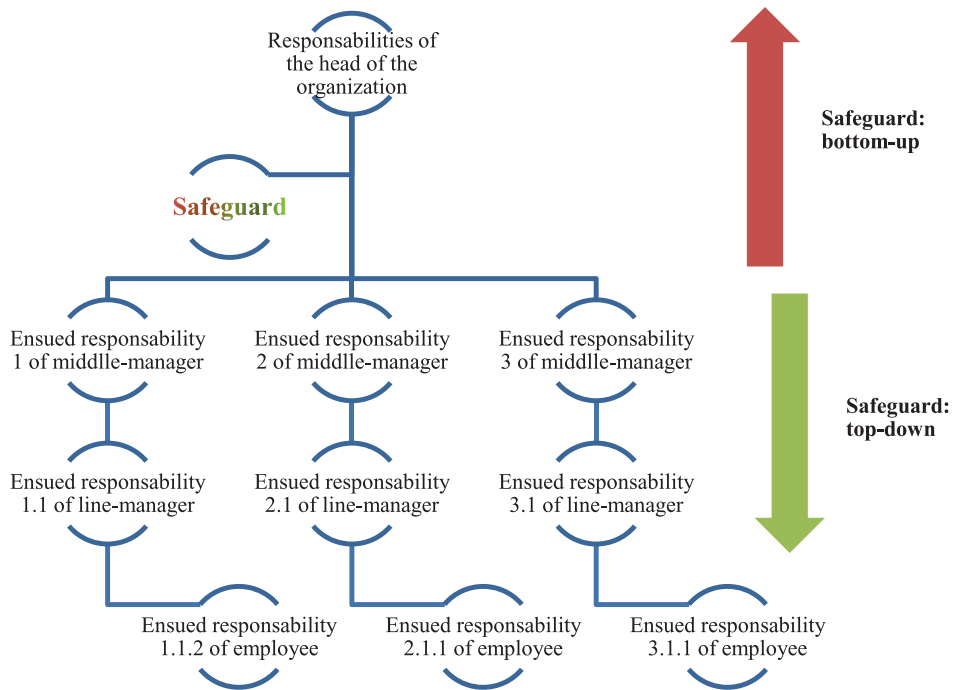 Responsabilities of
the head of the
organization
Safeguard:
bottom-up
Safeguard
Ensued responsability
1 of middlle-manager
Ensued responsability
2 of middlle-manager
Ensued responsability
3 of middlle-manager
Safeguard:
top-down
Ensued responsability
1.1 of line-manager
Ensued responsability
2.1 of line-manager
Ensued responsability
3.1 of line-manager
Ensued responsability
1.1.2 of employee
Ensued responsability
2.1.1 of employee
Ensued responsability
3.1.1 of employee